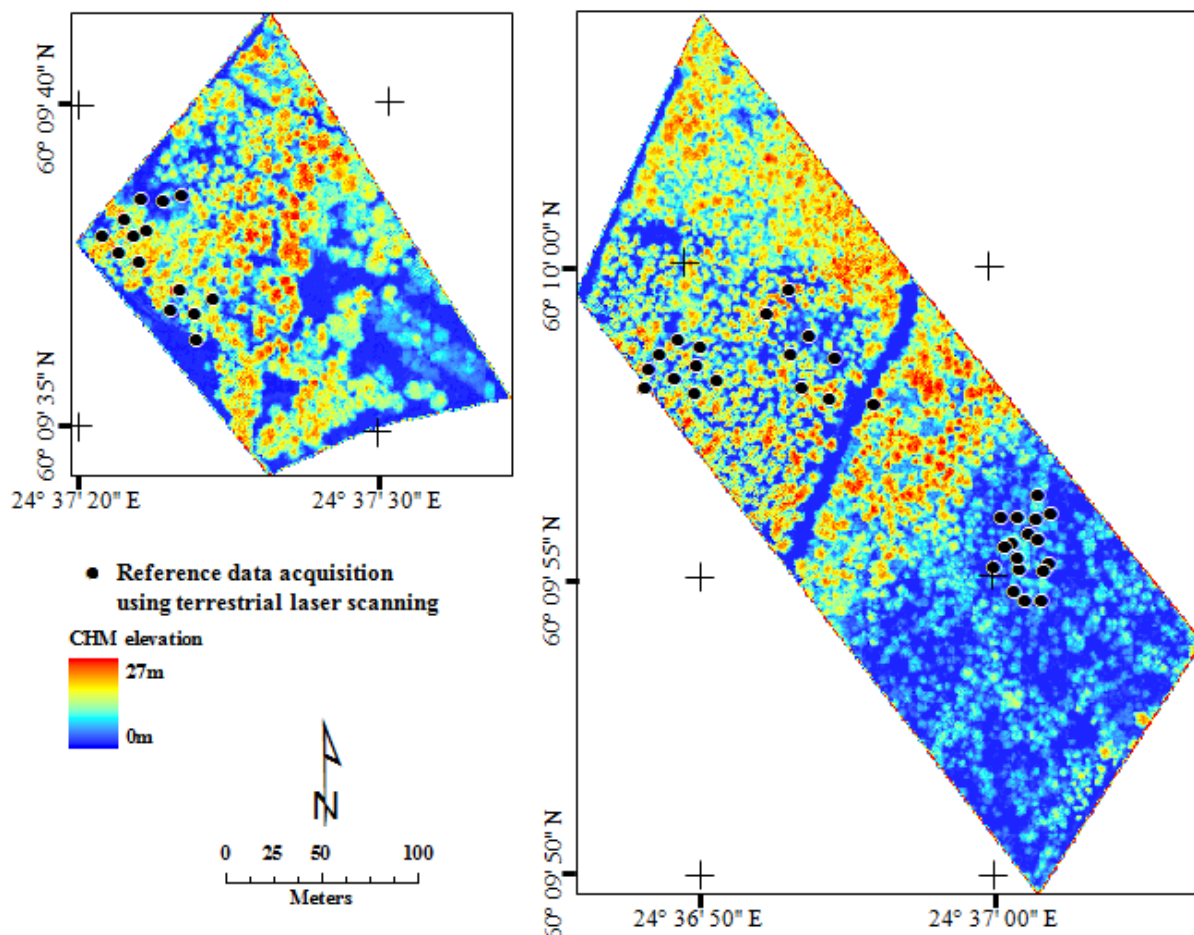 60° 09' 40" N
60° 09' 35" N
24° 37' 20" E
24° 37' 30" E
Reference data acquisition
using terrestrial laser scanning
CHM elevation
27m
0m
N
0 25 50 100
Meters
60° 10' 00" N
60° 09' 55" N
60° 09' 50" N
24° 36' 50" E
24° 37' 00" E